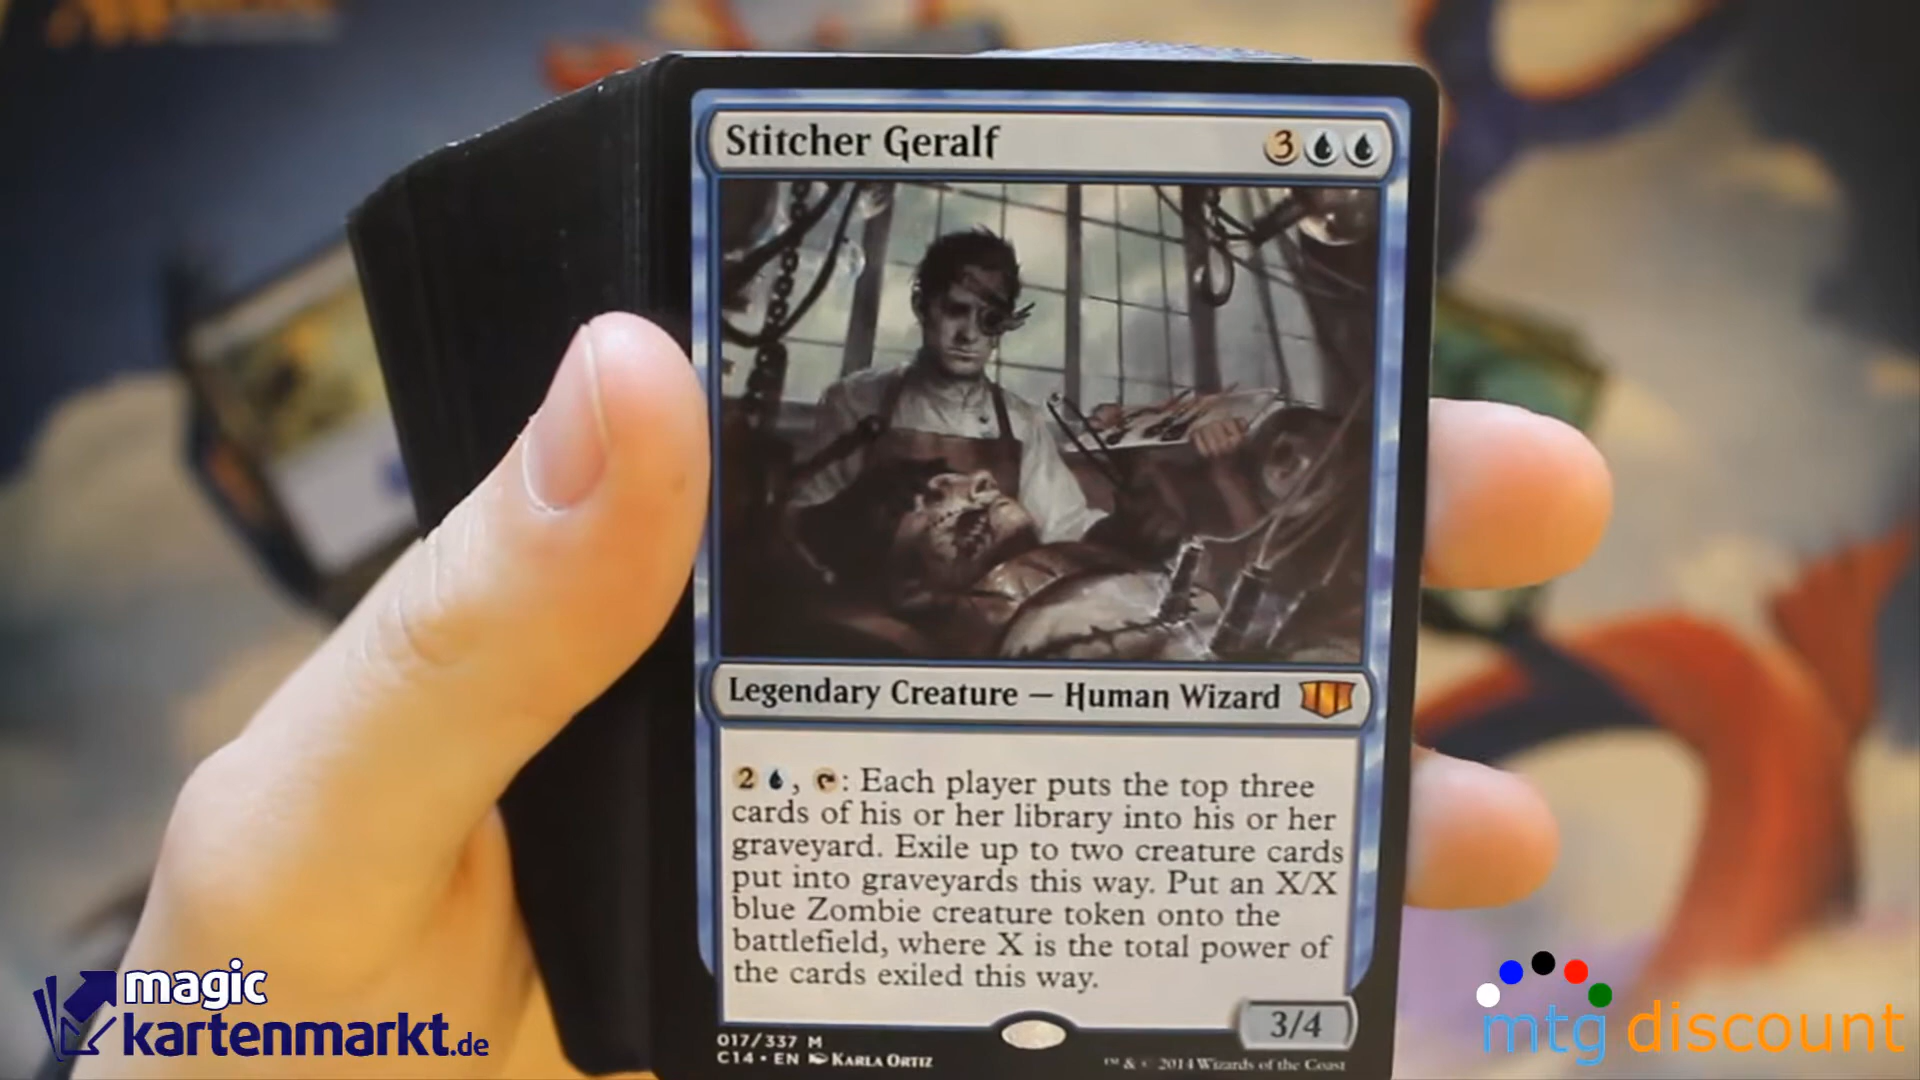 Stitcher Geralf
3
Legendary Creature — Human Wizard
2 , : Each player puts the top three
cards of his or her library into his or her
graveyard. Exile up to two creature cards
put into graveyards this way. Put an X/X
blue Zombie creature token onto the
battlefield, where X is the total power of
the cards exiled this way.
3/4
017/337 M
C14 • EN KARLA ORTIZ
™ & © 2014 Wizards of the Coast
magic
kartenmarkt.de
mtg discount